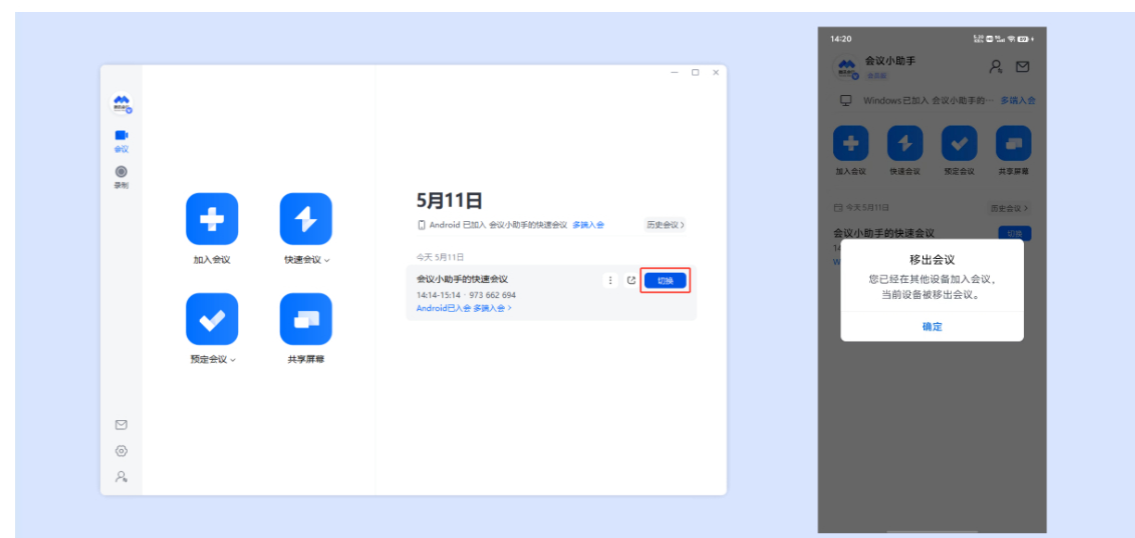 会议
录制
加入会议
快速会议
预定会议
共享屏幕
5月11日
Android 已加入 会议小助手的快速会议 多端入会
历史会议
今天 5月11日
会议小助手的快速会议
切换
14:14-15:14 · 973 662 694
Android已入会 多端入会
14:20
会议小助手
Windows已加入 会议小助手的… 多端入会
加入会议
快速会议
预定会议
共享屏幕
今天5月11日
历史会议
会议小助手的快速会议
切换
移出会议
您已经在其他设备加入会议，
当前设备被移出会议。
确定